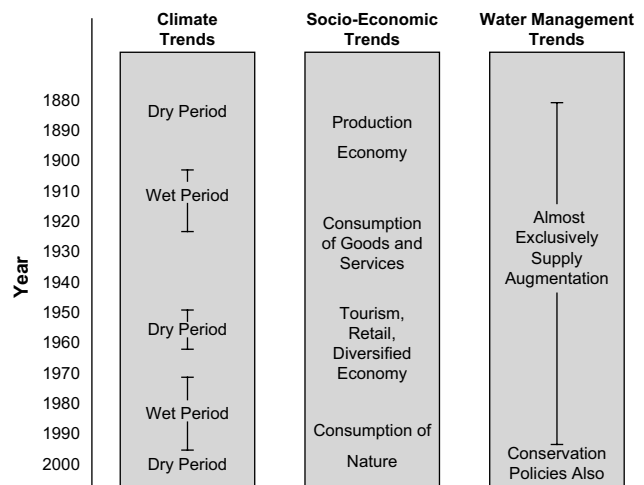 Climate
Trends
Socio-Economic
Trends
Water Management
Trends
Year
1880
1890
1900
1910
1920
1930
1940
1950
1960
1970
1980
1990
2000
Dry Period
Wet Period
Dry Period
Wet Period
Dry Period
Production
Economy
Consumption
of Goods and
Services
Tourism,
Retail,
Diversified
Economy
Consumption of
Nature
Almost
Exclusively
Supply
Augmentation
Conservation
Policies Also